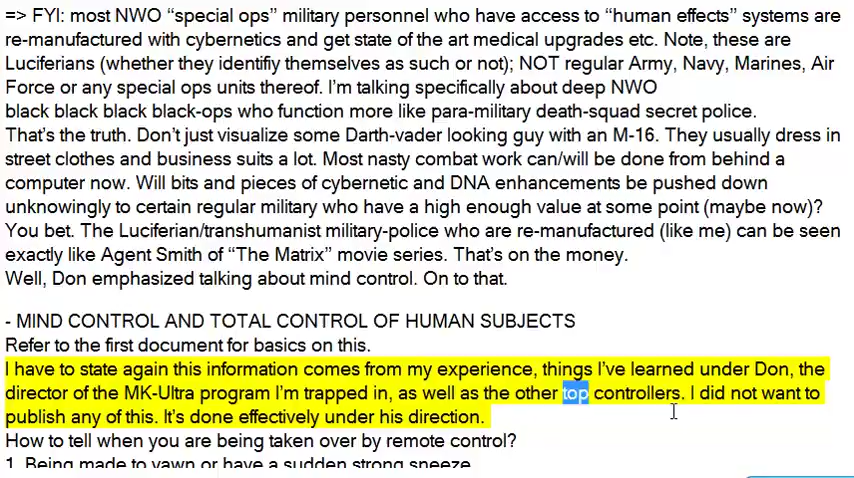 => FYI: most NWO “special ops” military personnel who have access to “human effects” systems are
re-manufactured with cybernetics and get state of the art medical upgrades etc. Note, these are
Luciferians (whether they identifiy themselves as such or not); NOT regular Army, Navy, Marines, Air
Force or any special ops units thereof. I’m talking specifically about deep NWO
black black black black-ops who function more like para-military death-squad secret police.
That’s the truth. Don’t just visualize some Darth-vader looking guy with an M-16. They usually dress in
street clothes and business suits a lot. Most nasty combat work can/will be done from behind a
computer now. Will bits and pieces of cybernetic and DNA enhancements be pushed down
unknowingly to certain regular military who have a high enough value at some point (maybe now)?
You bet. The Luciferian/transhumanist military-police who are re-manufactured (like me) can be seen
exactly like Agent Smith of “The Matrix” movie series. That’s on the money.
Well, Don emphasized talking about mind control. On to that.
- MIND CONTROL AND TOTAL CONTROL OF HUMAN SUBJECTS
Refer to the first document for basics on this.
I have to state again this information comes from my experience, things I’ve learned under Don, the
director of the MK-Ultra program I’m trapped in, as well as the other top controllers. I did not want to
publish any of this. It’s done effectively under his direction.
How to tell when you are being taken over by remote control?
1. Being made to yawn or have a sudden strong sneeze